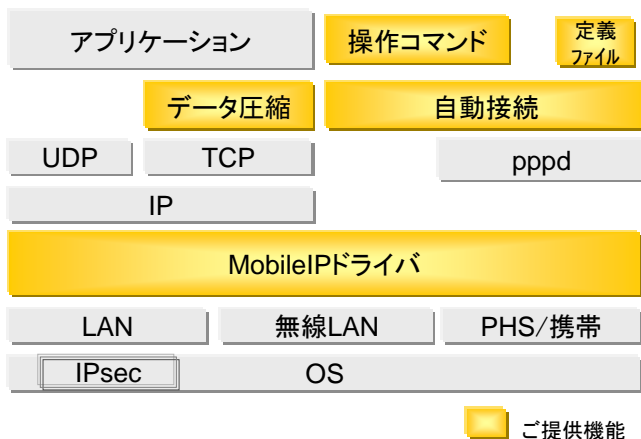 アプリケーション
操作コマンド
定義
ファイル
データ圧縮
自動接続
UDP
TCP
pppd
IP
MobileIPドライバ
LAN
無線LAN
PHS/携帯
IPsec
OS
ご提供機能